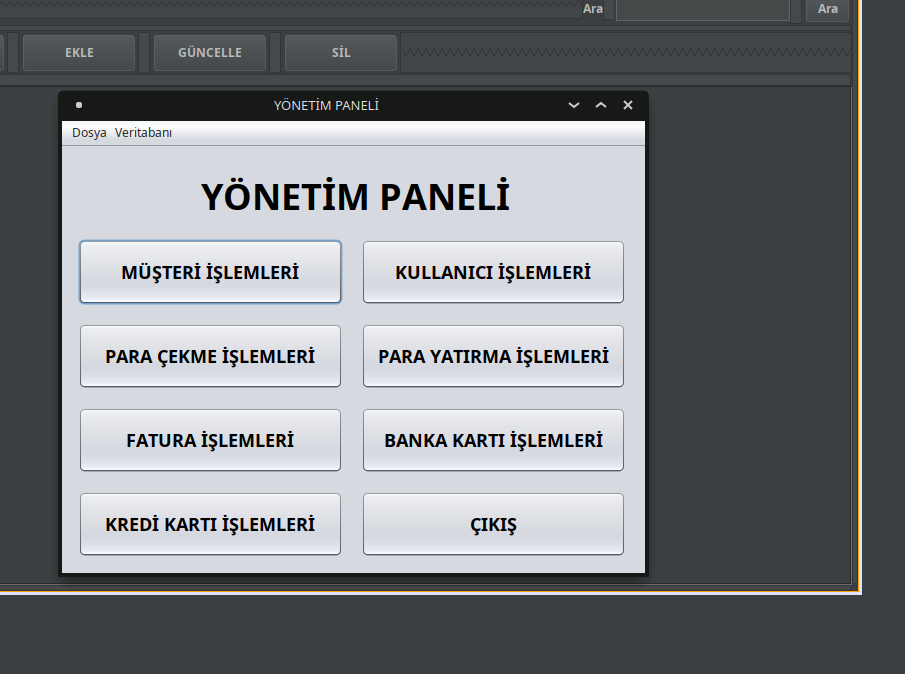 Ara Ara
EKLE GÜNCELLE SİL
YÖNETİM PANELİ
Dosya Veritabanı
YÖNETİM PANELİ
MÜŞTERİ İŞLEMLERİ KULLANICI İŞLEMLERİ
PARA ÇEKME İŞLEMLERİ PARA YATIRMA İŞLEMLERİ
FATURA İŞLEMLERİ BANKA KARTI İŞLEMLERİ
KREDİ KARTI İŞLEMLERİ ÇIKIŞ